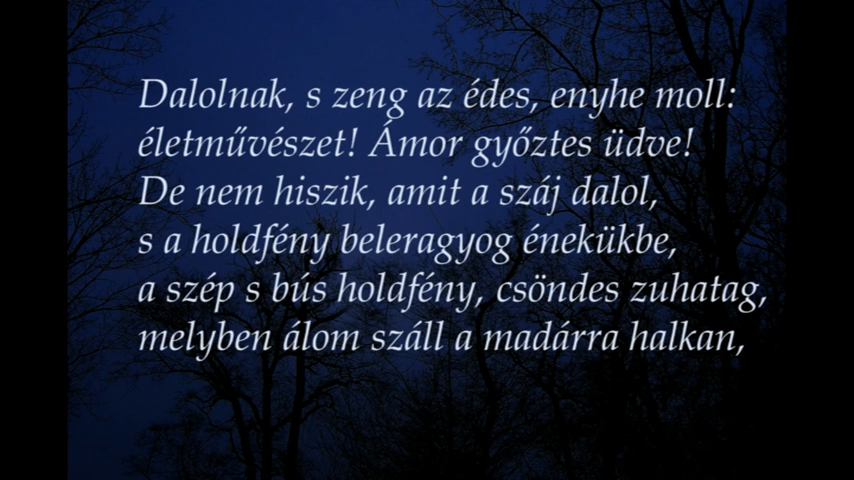 Dalolnak, s zeng az édes, enyhe moll:
életművészet! Ámor győztes üdve!
De nem hiszik, amit a száj dalol,
s a holdfény beleragyog énekükbe,
a szép s bús holdfény, csöndes zuhatag,
melyben álom száll a madárra halkan,